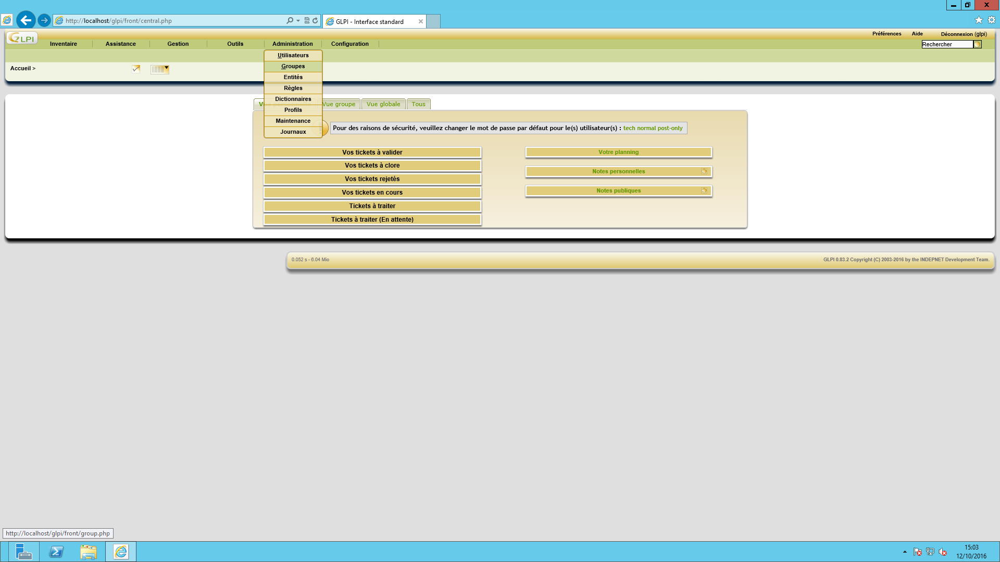 http://localhost/glpi/front/central.php
GLPI - Interface standard
GLPI
Préférences Aide Déconnexion (glpi)
Inventaire Assistance Gestion Outils Administration Configuration
Rechercher
Utilisateurs
Groupes
Entités
Règles
Dictionnaires
Profils
Maintenance
Journaux
Accueil >
Vue groupe Vue globale Tous
Pour des raisons de sécurité, veuillez changer le mot de passe par défaut pour le(s) utilisateur(s) : tech normal post-only
Vos tickets à valider
Vos tickets à clore
Vos tickets rejetés
Vos tickets en cours
Tickets à traiter
Tickets à traiter (En attente)
Votre planning
Notes personnelles
Notes publiques
0.052 s - 6.04 Mio
GLPI 0.83.2 Copyright (C) 2003-2016 by the INDEPNET Development Team.
http://localhost/glpi/front/group.php
15:03
12/10/2016